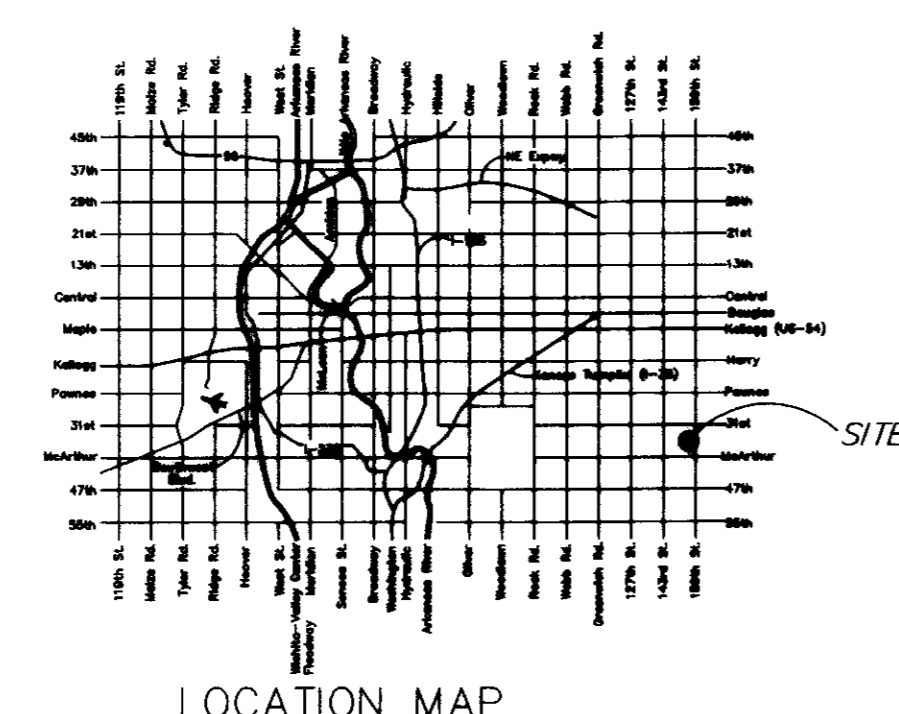 119th St.
Maize Rd.
Tyler Rd.
Ridge Rd.
Hoover
West St.
Arkansas River
Meridian
Arkansas River
Broadway
Hydraulic
Hillside
Oliver
Woodlawn
Rock Rd.
Webb Rd.
Greenwich Rd.
127th St.
143rd St.
159th St.
45th
37th
29th
21st
13th
Central
Maple
Kellogg
Pawnee
31st
McArthur
47th
55th
96
NE Expwy
Kansas Turnpike (I-35)
Southwest Blvd.
45th
37th
29th
21st
13th
Central
Douglas
Kellogg (US-54)
Harry
Pawnee
31st
McArthur
47th
55th
SITE
119th St.
Maize Rd.
Tyler Rd.
Ridge Rd.
Hoover
West St.
Wichita-Valley Center
Floodway
Meridian
Seneca St.
Broadway
Washington
Hydraulic
Arkansas River
Oliver
Woodlawn
Rock Rd.
Webb Rd.
Greenwich Rd.
127th St.
143rd St.
159th St.
LOCATION MAP